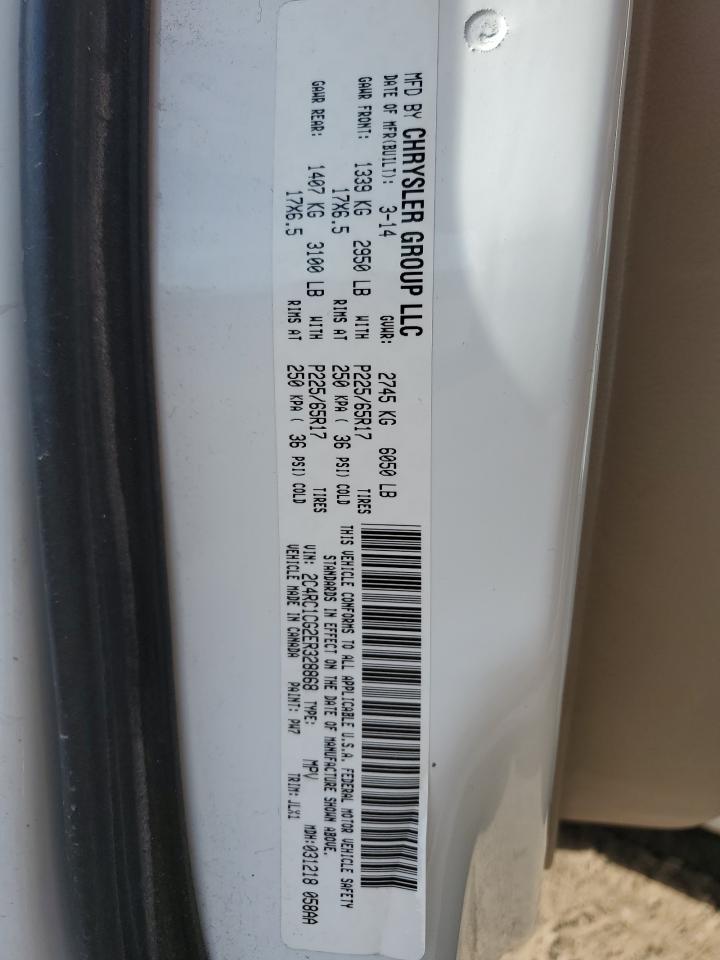 MFD BY CHRYSLER GROUP LLC
DATE OF MFR(BUILT): 3-14 GVWR: 2745 KG 6050 LB
GAWR FRONT: 1339 KG 2950 LB WITH P225/65R17 TIRES
17X6.5 RIMS AT 250 KPA ( 36 PSI) COLD
GAWR REAR: 1407 KG 3100 LB WITH P225/65R17 TIRES
17X6.5 RIMS AT 250 KPA ( 36 PSI) COLD
THIS VEHICLE CONFORMS TO ALL APPLICABLE U.S.A. FEDERAL MOTOR VEHICLE SAFETY
STANDARDS IN EFFECT ON THE DATE OF MANUFACTURE SHOWN ABOVE.
VIN: 2C4RC1CG2ER328868 TYPE: MPV MDH:031218 058AA
VEHICLE MADE IN CANADA PAINT: PW7 TRIM: JLX1